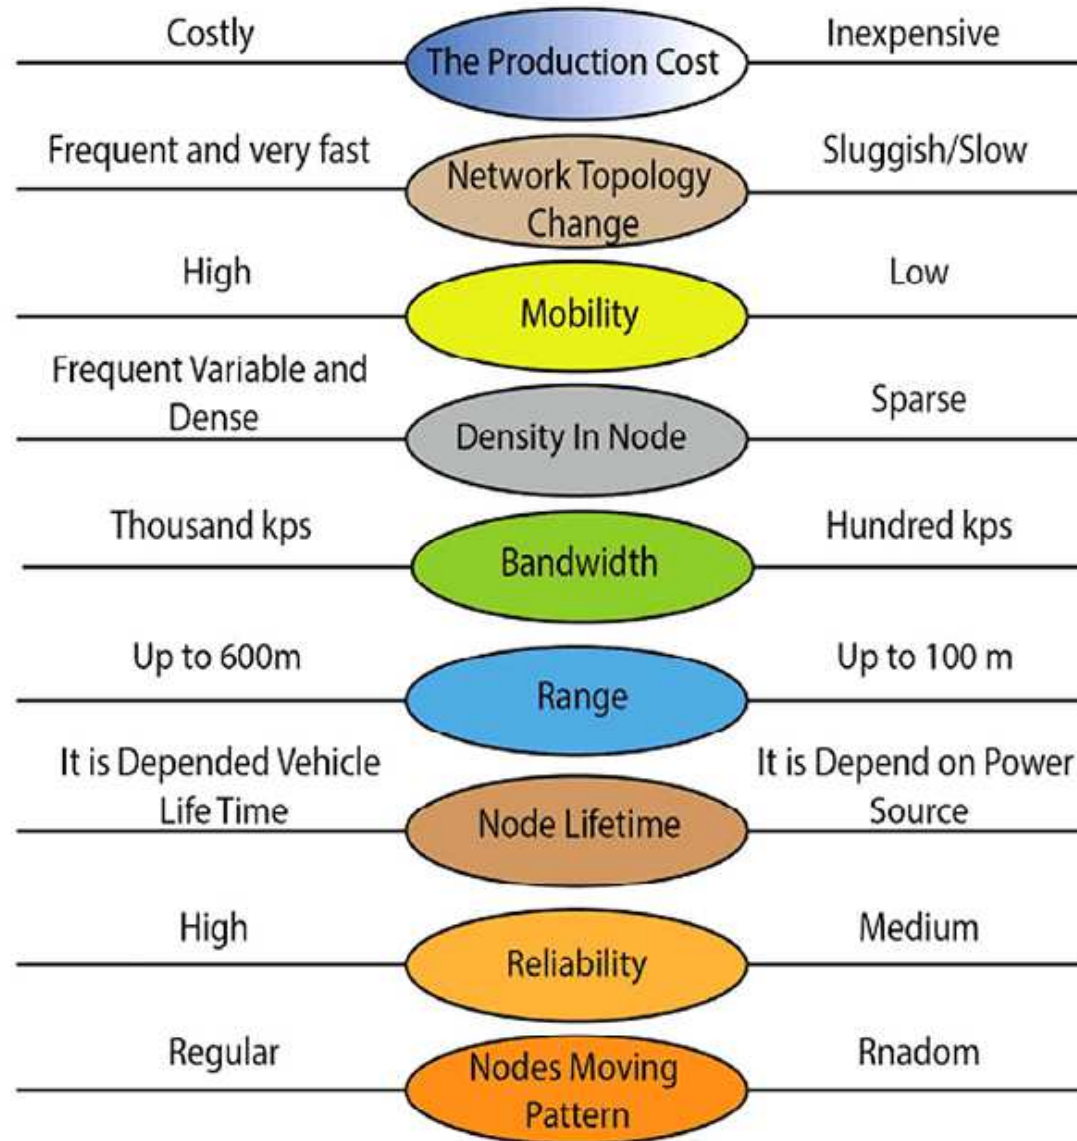 Costly
The Production Cost
Inexpensive
Frequent and very fast
Network Topology
Change
Sluggish/Slow
High
Mobility
Low
Frequent Variable and
Dense
Density In Node
Sparse
Thousand kps
Bandwidth
Hundred kps
Up to 600m
Range
Up to 100 m
It is Depended Vehicle
Life Time
Node Lifetime
It is Depend on Power
Source
High
Reliability
Medium
Regular
Nodes Moving
Pattern
Rnadom